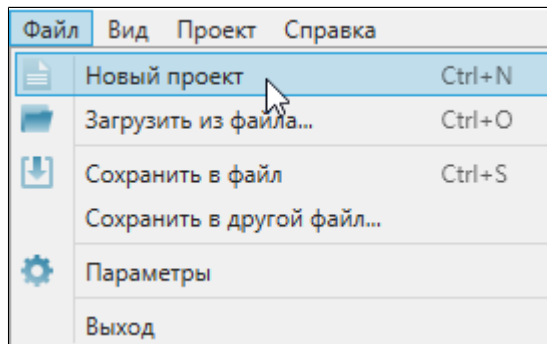 Файл Вид Проект Справка
Новый проект Ctrl+N
Загрузить из файла... Ctrl+O
Сохранить в файл Ctrl+S
Сохранить в другой файл...
Параметры
Выход